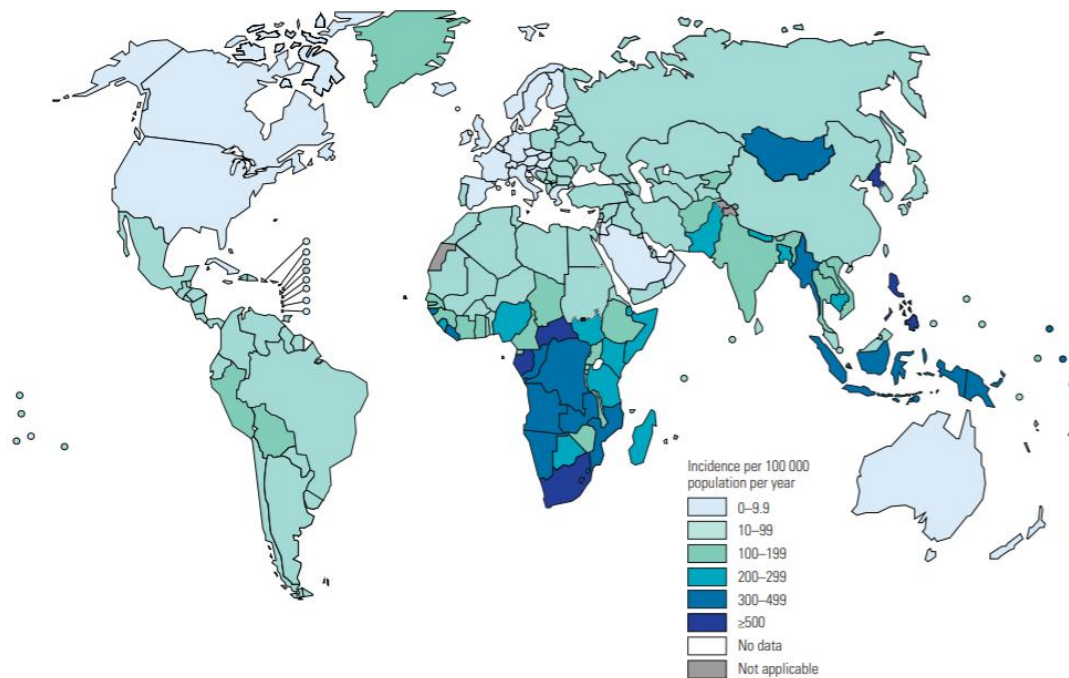 Incidence per 100 000
population per year
0–9.9
10–99
100–199
200–299
300–499
≥500
No data
Not applicable